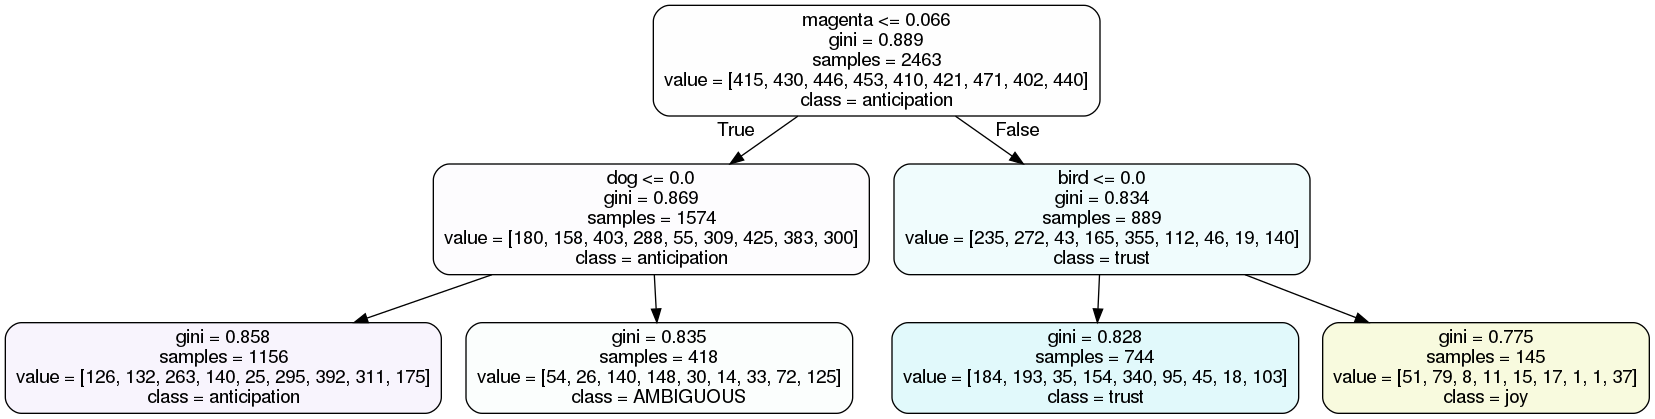 magenta <= 0.066
gini = 0.889
samples = 2463
value = [415, 430, 446, 453, 410, 421, 471, 402, 440]
class = anticipation
True
False
dog <= 0.0
gini = 0.869
samples = 1574
value = [180, 158, 403, 288, 55, 309, 425, 383, 300]
class = anticipation
bird <= 0.0
gini = 0.834
samples = 889
value = [235, 272, 43, 165, 355, 112, 46, 19, 140]
class = trust
gini = 0.858
samples = 1156
value = [126, 132, 263, 140, 25, 295, 392, 311, 175]
class = anticipation
gini = 0.835
samples = 418
value = [54, 26, 140, 148, 30, 14, 33, 72, 125]
class = AMBIGUOUS
gini = 0.828
samples = 744
value = [184, 193, 35, 154, 340, 95, 45, 18, 103]
class = trust
gini = 0.775
samples = 145
value = [51, 79, 8, 11, 15, 17, 1, 1, 37]
class = joy